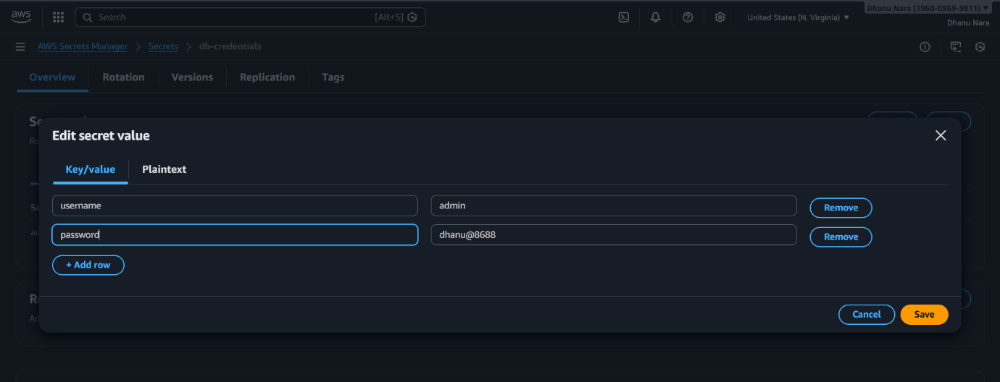 aws
Search [Alt+S]
United States (N. Virginia)
Dhanu Nara (1968-0969-9811)
Dhanu Nara
AWS Secrets Manager
Secrets
db-credentials
Overview
Rotation
Versions
Replication
Tags
Edit secret value
Key/value
Plaintext
username
admin
Remove
password
dhanu@8688
Remove
+ Add row
Cancel
Save